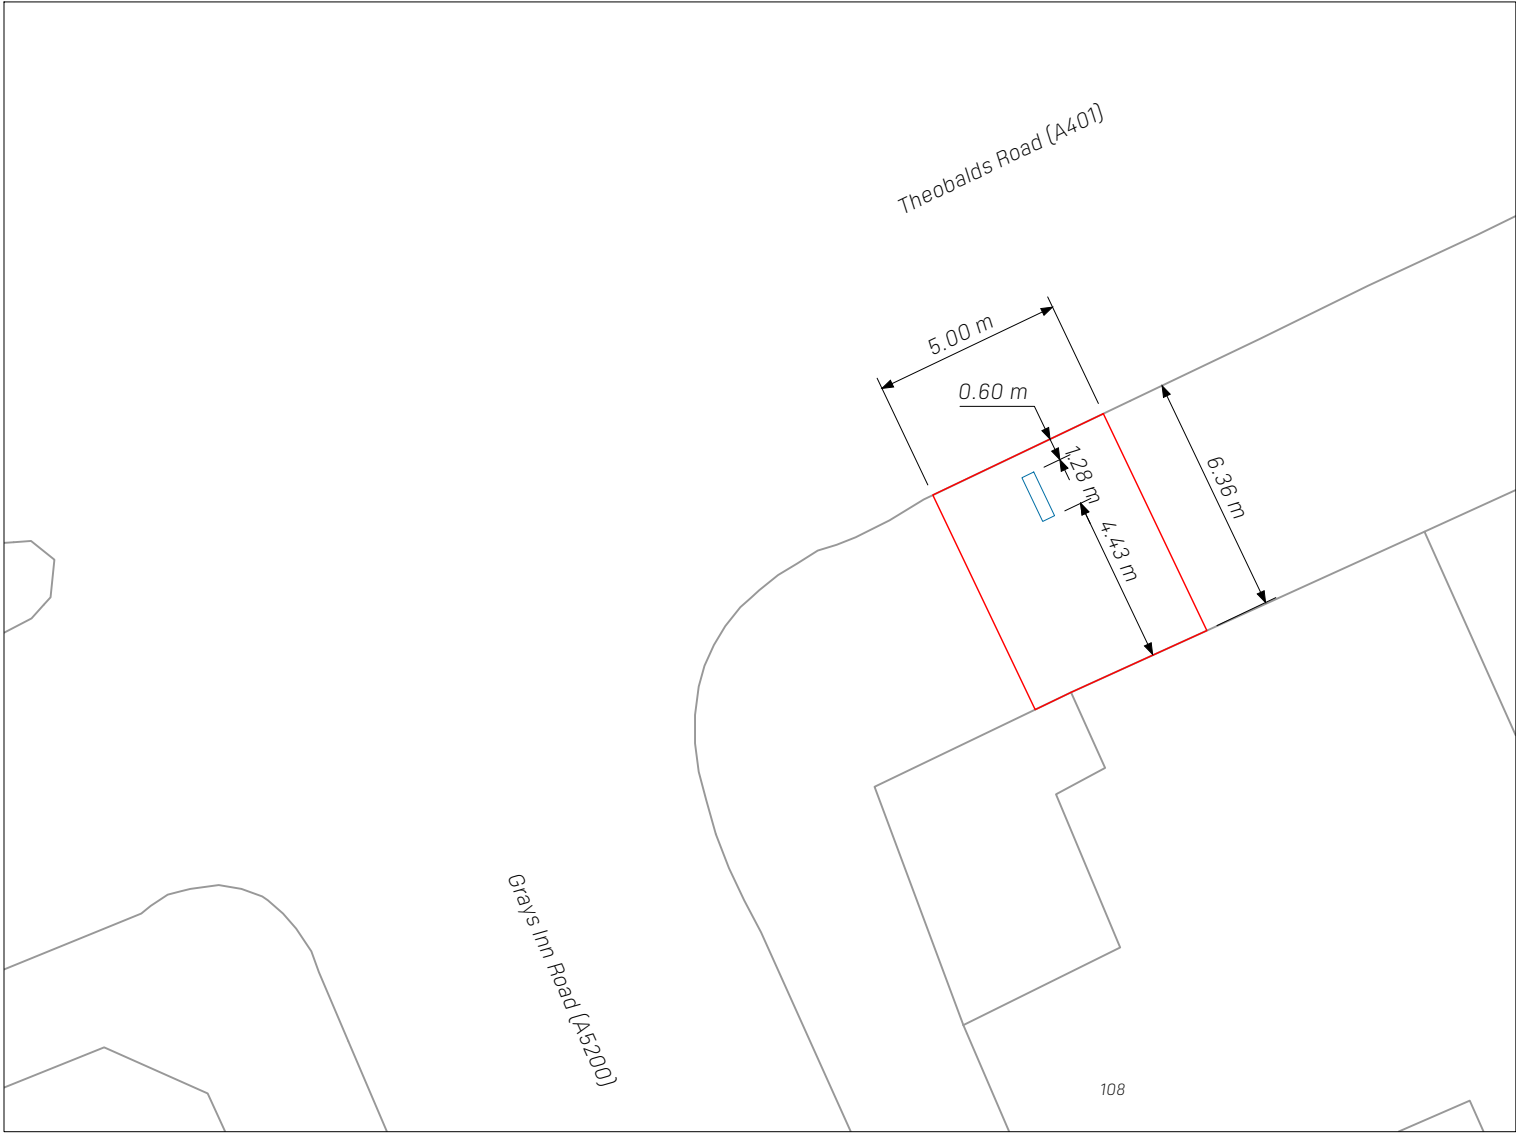 Theobalds Road (A401)
5.00 m
0.60 m
1.28 m
6.36 m
4.43 m
Grays Inn Road (A5200)
108